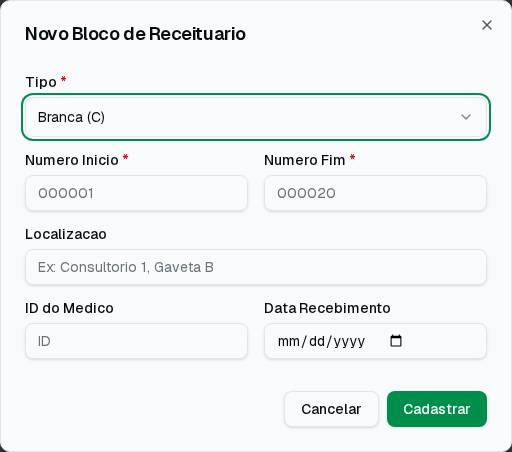 Novo Bloco de Receituario
Tipo *
Branca (C)
Numero Inicio *
Numero Fim *
000001
000020
Localizacao
Ex: Consultorio 1, Gaveta B
ID do Medico
Data Recebimento
ID
mm/dd/yyyy
Cancelar
Cadastrar